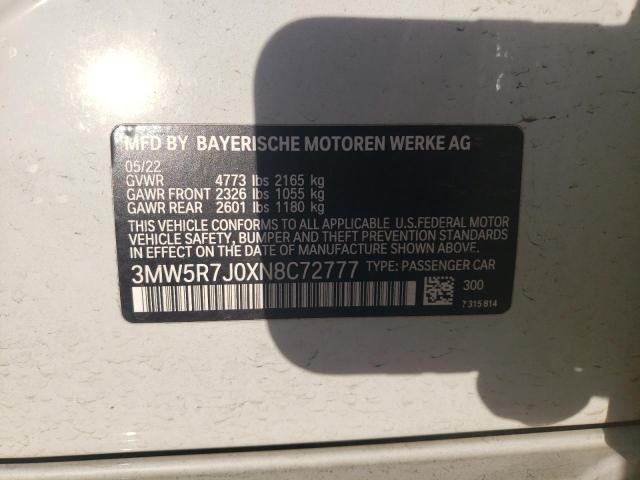 MFD BY BAYERISCHE MOTOREN WERKE AG
05/22
GVWR 4773 lbs 2165 kg
GAWR FRONT 2326 lbs 1055 kg
GAWR REAR 2601 lbs 1180 kg
THIS VEHICLE CONFORMS TO ALL APPLICABLE U.S.FEDERAL MOTOR
VEHICLE SAFETY, BUMPER AND THEFT PREVENTION STANDARDS
IN EFFECT ON THE DATE OF MANUFACTURE SHOWN ABOVE.
3MW5R7J0XN8C72777 TYPE: PASSENGER CAR
300
7 315 814